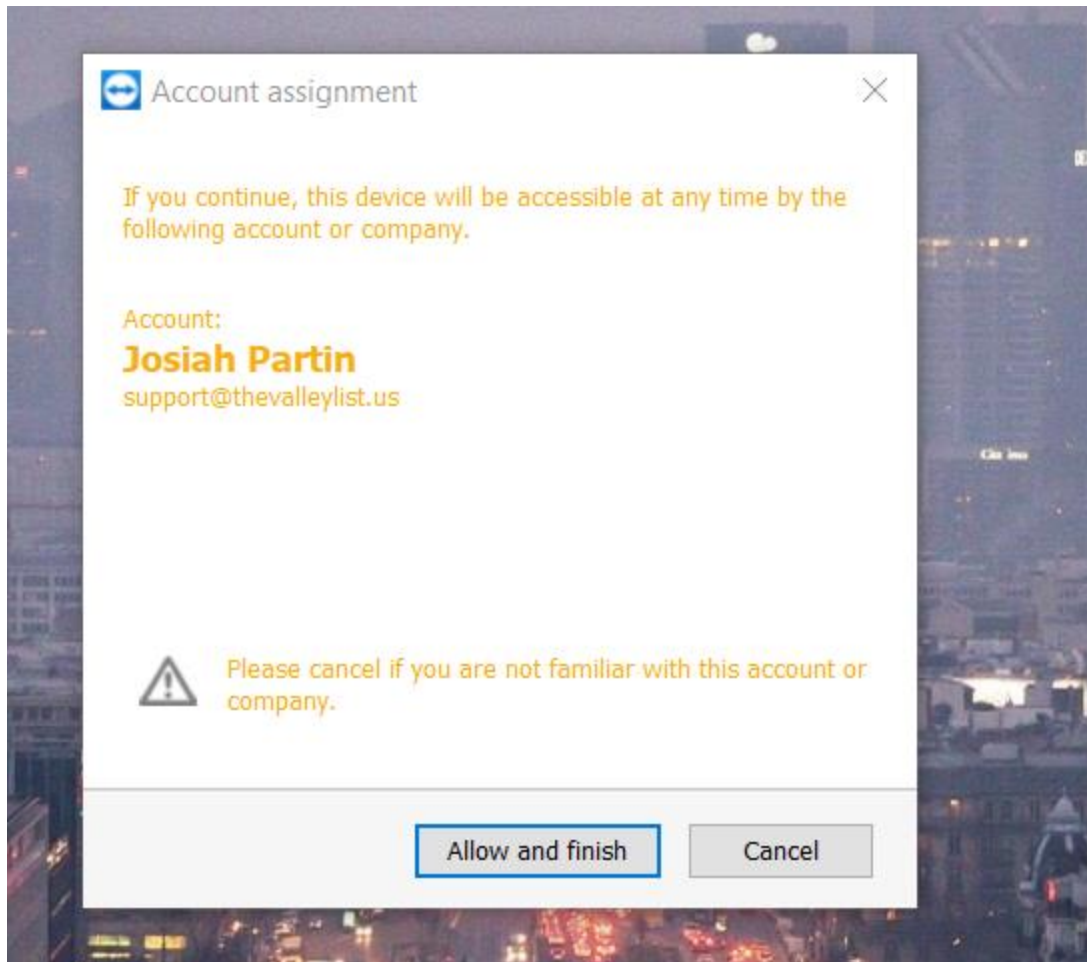 Account assignment
If you continue, this device will be accessible at any time by the
following account or company.
Account:
Josiah Partin
support@thevalleylist.us
Please cancel if you are not familiar with this account or
company.
Allow and finish
Cancel